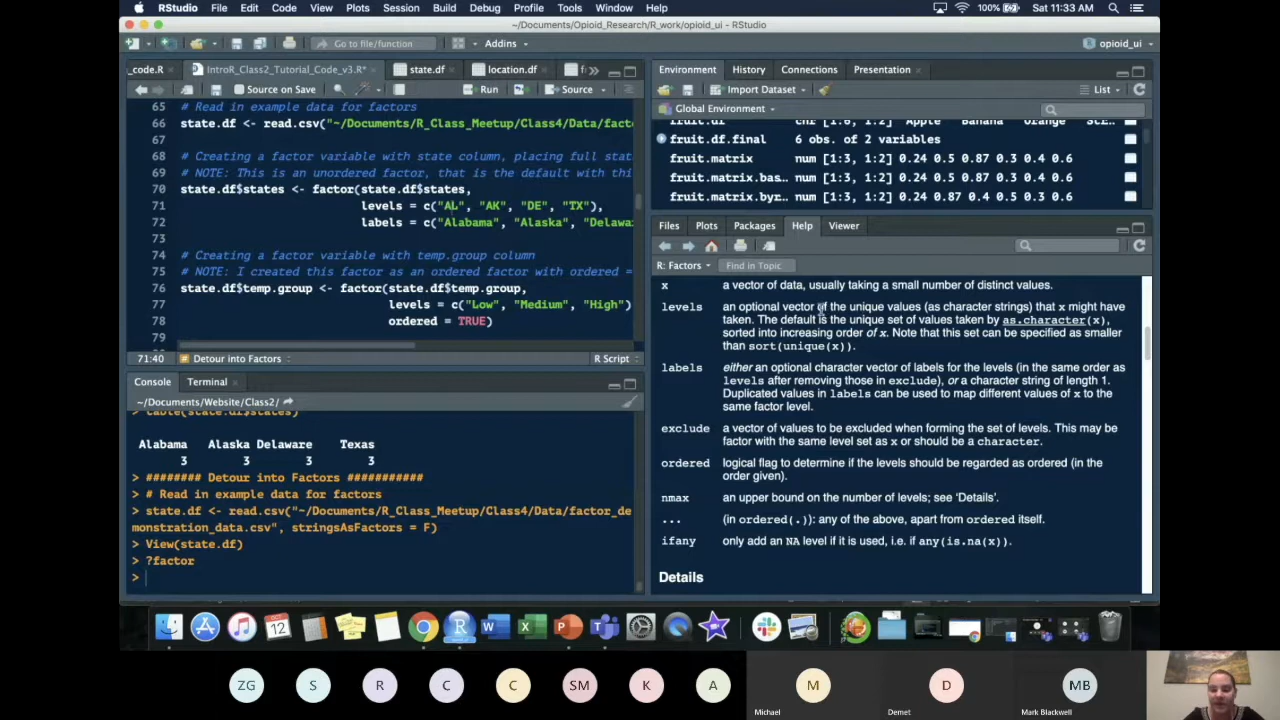 RStudio File Edit Code View Plots Session Build Debug Profile Tools Window Help 100% Sat 11:33 AM
~/Documents/Opioid_Research/R_work/opioid_ui - RStudio
Go to file/function Addins opioid_ui
_code.R IntroR_Class2_Tutorial_Code_v3.R* state.df location.df f
Source on Save Run Source
65 # Read in example data for factors
66 state.df <- read.csv("~/Documents/R_Class_Meetup/Class4/Data/facto
67
68 # Creating a factor variable with state column, placing full stat
69 # NOTE: This is an unordered factor, that is the default with thi
70 state.df$states <- factor(state.df$states,
71 levels = c("AL", "AK", "DE", "TX"),
72 labels = c("Alabama", "Alaska", "Delawa
73
74 # Creating a factor variable with temp.group column
75 # NOTE: I created this factor as an ordered factor with ordered =
76 state.df$temp.group <- factor(state.df$temp.group,
77 levels = c("Low", "Medium", "High")
78 ordered = TRUE)
79
71:40 # Detour into Factors R Script
Console Terminal
~/Documents/Website/Class2/
table(state.df$states)
Alabama Alaska Delaware Texas
3 3 3 3
> ######## Detour into Factors ###########
> # Read in example data for factors
> state.df <- read.csv("~/Documents/R_Class_Meetup/Class4/Data/factor_de
monstration_data.csv", stringsAsFactors = F)
> View(state.df)
> ?factor
>
Environment History Connections Presentation
Import Dataset List
Global Environment
fruit.df chr [1:6, 1:2] "Apple" "Banana" "Orange" "Str...
fruit.df.final 6 obs. of 2 variables
fruit.matrix num [1:3, 1:2] 0.24 0.5 0.87 0.3 0.4 0.6
fruit.matrix.bas… num [1:3, 1:2] 0.24 0.5 0.87 0.3 0.4 0.6
fruit.matrix.byr… num [1:3, 1:2] 0.24 0.87 0.4 0.5 0.3 0.6
Files Plots Packages Help Viewer
R: Factors Find in Topic
x a vector of data, usually taking a small number of distinct values.
levels an optional vector of the unique values (as character strings) that x might have
taken. The default is the unique set of values taken by as.character(x),
sorted into increasing order of x. Note that this set can be specified as smaller
than sort(unique(x)).
labels either an optional character vector of labels for the levels (in the same order as
levels after removing those in exclude), or a character string of length 1.
Duplicated values in labels can be used to map different values of x to the
same factor level.
exclude a vector of values to be excluded when forming the set of levels. This may be
factor with the same level set as x or should be a character.
ordered logical flag to determine if the levels should be regarded as ordered (in the
order given).
nmax an upper bound on the number of levels; see ‘Details’.
... (in ordered(.)): any of the above, apart from ordered itself.
ifany only add an NA level if it is used, i.e. if any(is.na(x)).
Details
12
ZG S R C C SM K A M D MB
Michael Demet Mark Blackwell